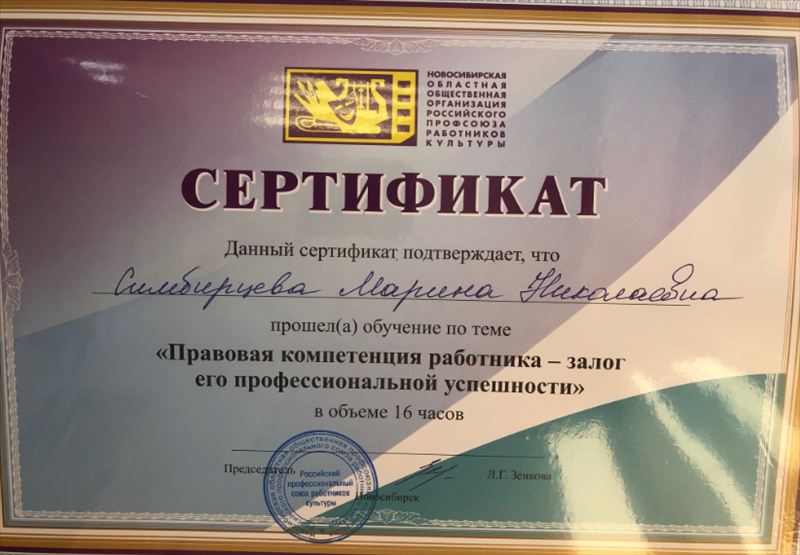 НОВОСИБИРСКАЯ
ОБЛАСТНАЯ
ОБЩЕСТВЕННАЯ
ОРГАНИЗАЦИЯ
РОССИЙСКОГО
ПРОФСОЮЗА
РАБОТНИКОВ
КУЛЬТУРЫ
СЕРТИФИКАТ
Данный сертификат подтверждает, что
Симбирцева Марина Николаевна
прошел(а) обучение по теме
«Правовая компетенция работника – залог
его профессиональной успешности»
в объеме 16 часов
Председатель Л.Г. Зенкова
Российский
профессиональный
союз работников
культуры
Новосибирск